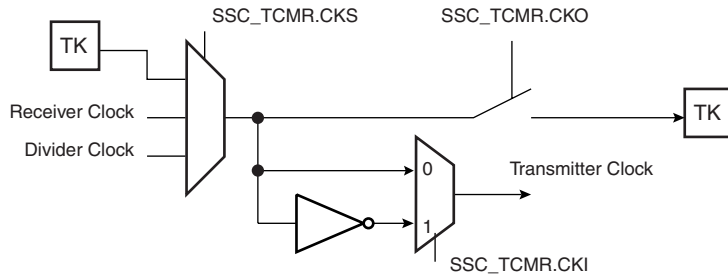 SSC_TCMR.CKS
SSC_TCMR.CKO
TK
Receiver Clock
TK
Divider Clock
0
Transmitter Clock
1
SSC_TCMR.CKI